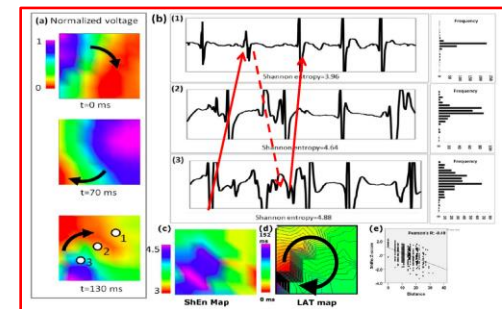 (a) Normalized voltage
1
0
t=0 ms
t=70 ms
1
2
3
t=130 ms
(b)
(1)
Shannon entropy=3.96
Frequency
(2)
Shannon entropy=4.64
Frequency
(3)
Shannon entropy=4.88
Frequency
(c)
4.5
3
ShEn Map
192
ms
0 ms
(d)
LAT map
(e)
Distance